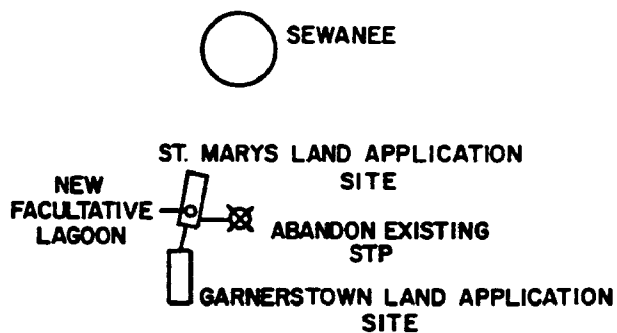 SEWANEE
ST. MARYS LAND APPLICATION
SITE
NEW
FACULTATIVE
LAGOON
ABANDON EXISTING
STP
GARNERSTOWN LAND APPLICATION
SITE